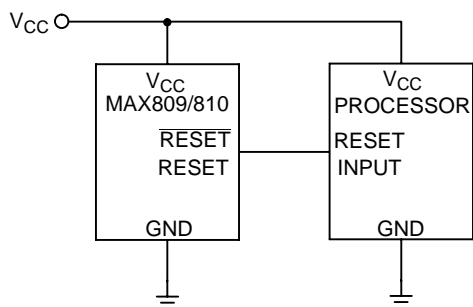 VCC
VCC
MAX809/810
RESET
RESET
GND
VCC
PROCESSOR
RESET
INPUT
GND